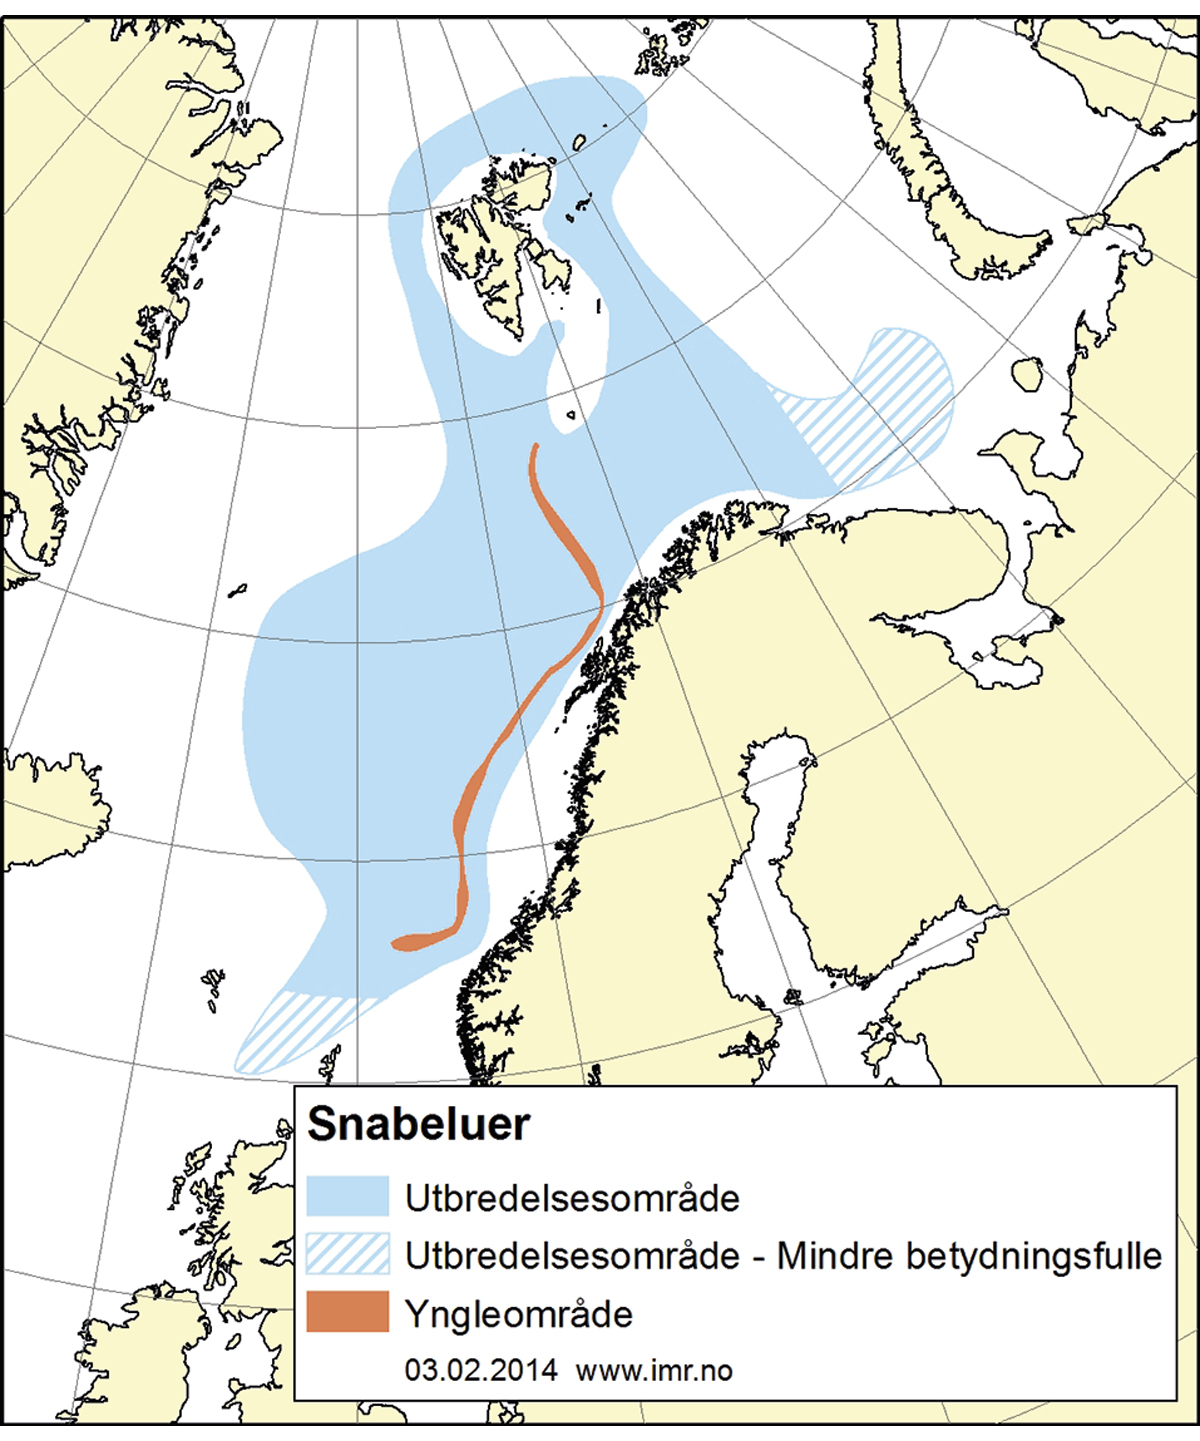 Snabeluer
Utbredelsesområde
Utbredelsesområde - Mindre betydningsfulle
Yngleområde
03.02.2014 www.imr.no